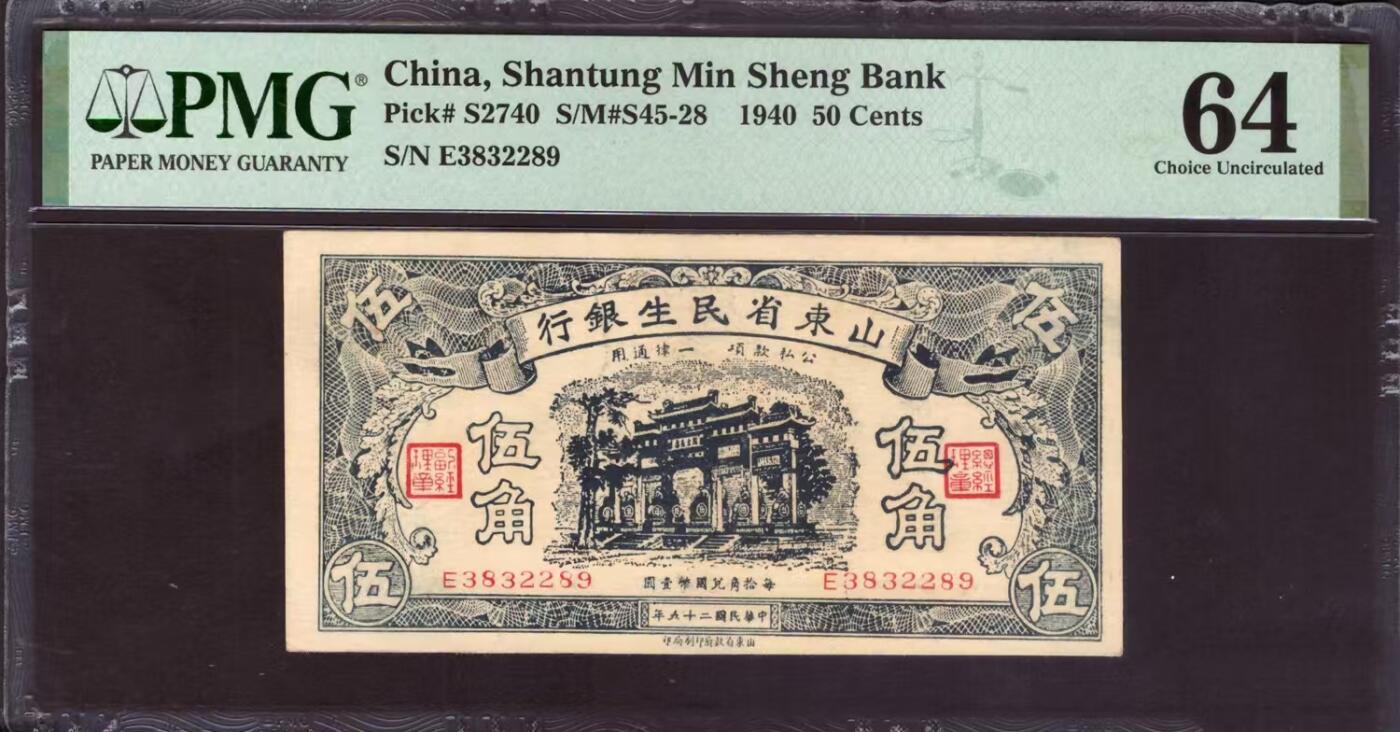 PMG®
PAPER MONEY GUARANTY
China, Shantung Min Sheng Bank
Pick# S2740 S/M#S45-28 1940 50 Cents
S/N E3832289
64
Choice Uncirculated
伍
伍
山東省民生銀行
公私款項 一律通用
伍角
伍角
E3832289
E3832289
每拾角兌國幣壹圓
伍
伍
中華民國二十九年